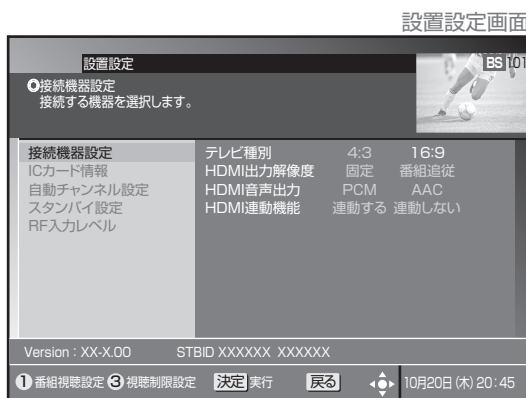 設置設定画面
設置設定
BS 101
接続機器設定
接続する機器を選択します。
接続機器設定 テレビ種別 4:3 16:9
ICカード情報 HDMI出力解像度 固定 番組追従
自動チャンネル設定 HDMI音声出力 PCM AAC
スタンバイ設定 HDMI連動機能 連動する 連動しない
RF入力レベル
Version : XX-X.00 STBID XXXXXX XXXXXX
1 番組視聴設定 3 視聴制限設定 決定 実行 戻る 10月20日(木) 20:45